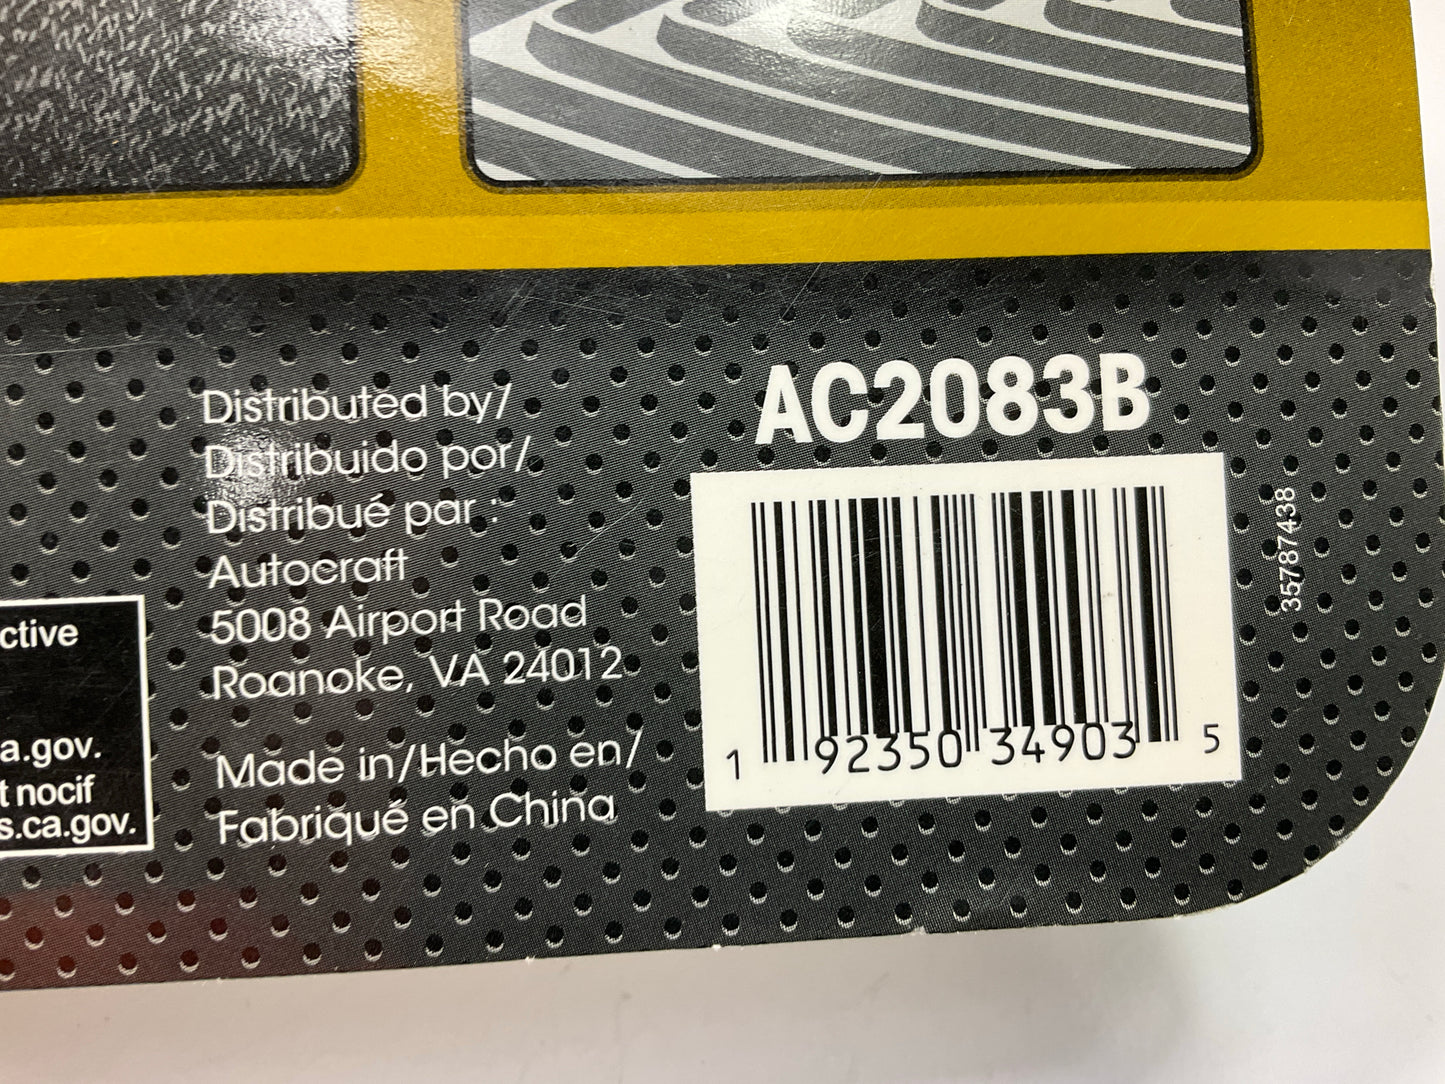 AC2083B
Distributed by/
Distribuido por/
Distribué par :
Autocraft
5008 Airport Road
Roanoke, VA 24012
Made in/Hecho en/
Fabriqué en China
1 92350 34903 5
35787438
ctive
a.gov.
t nocif
s.ca.gov.